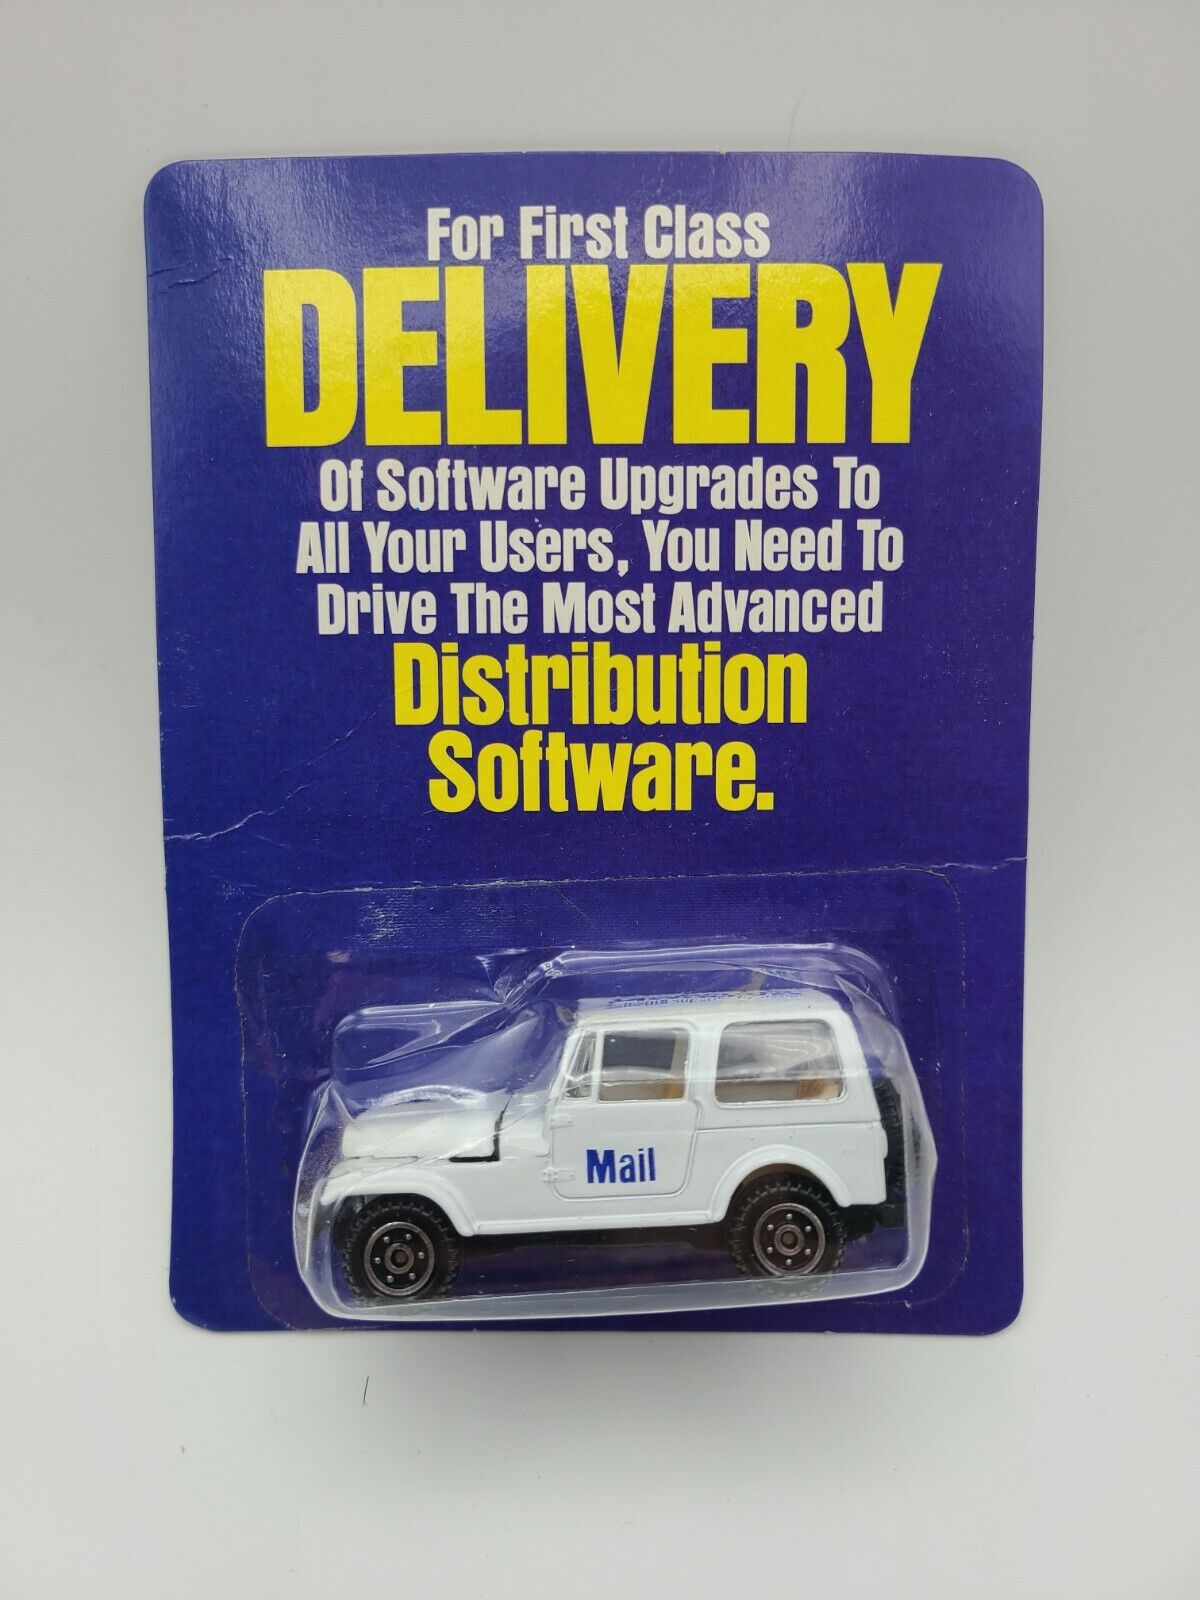 For First Class
DELIVERY
Of Software Upgrades To
All Your Users, You Need To
Drive The Most Advanced
Distribution
Software.
Mail